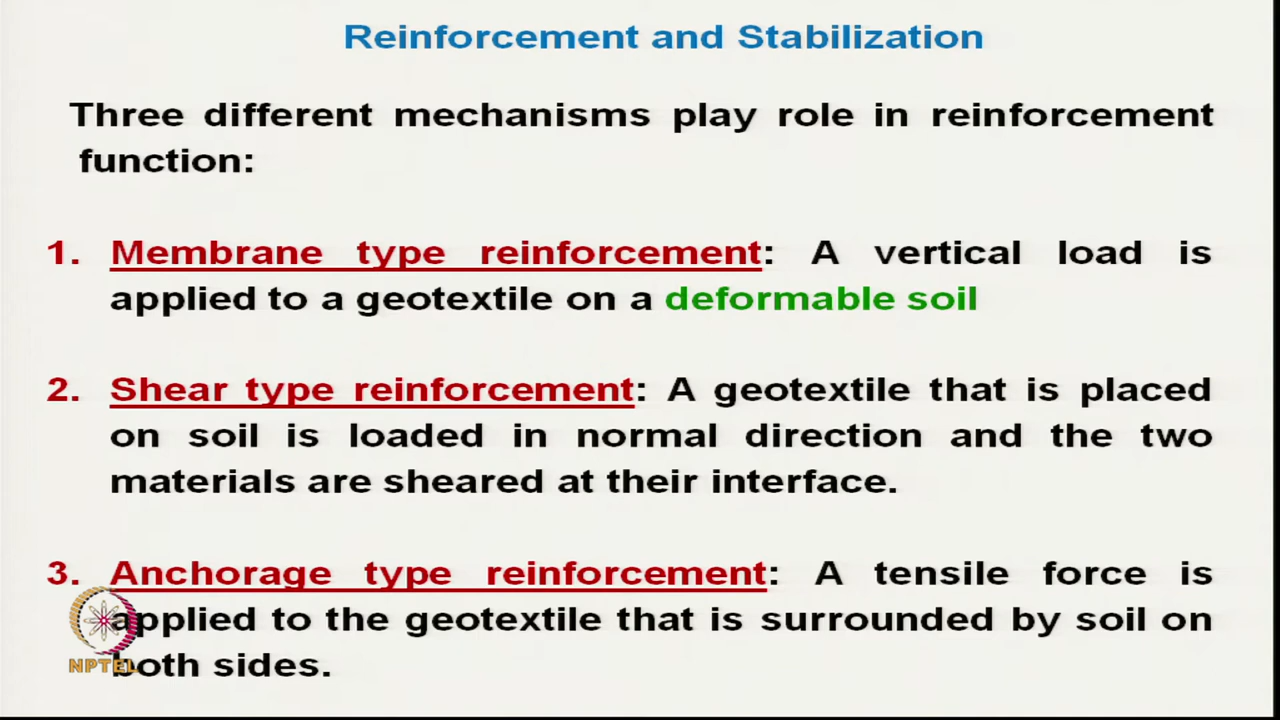 Reinforcement and Stabilization
Three different mechanisms play role in reinforcement
function:
1. Membrane type reinforcement: A vertical load is
applied to a geotextile on a deformable soil
2. Shear type reinforcement: A geotextile that is placed
on soil is loaded in normal direction and the two
materials are sheared at their interface.
3. Anchorage type reinforcement: A tensile force is
applied to the geotextile that is surrounded by soil on
both sides.
NPTEL